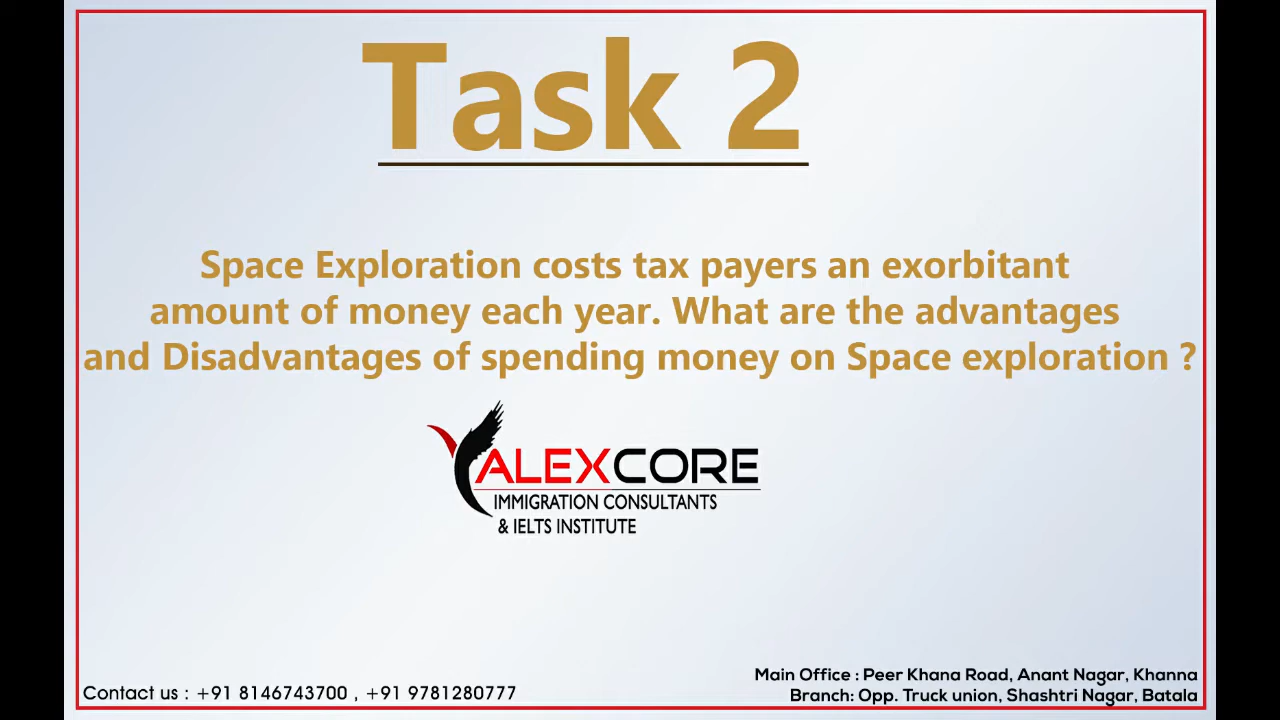 Task 2
Space Exploration costs tax payers an exorbitant
amount of money each year. What are the advantages
and Disadvantages of spending money on Space exploration ?
ALEXCORE
IMMIGRATION CONSULTANTS
& IELTS INSTITUTE
Contact us : +91 8146743700 , +91 9781280777
Main Office : Peer Khana Road, Anant Nagar, Khanna
Branch: Opp. Truck union, Shashtri Nagar, Batala